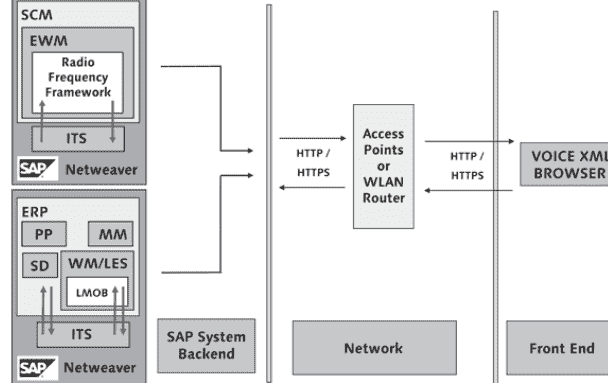 SCM
EWM
Radio
Frequency
Framework
ITS
SAP Netweaver
ERP
PP
MM
SD
WM/LES
LMOB
ITS
SAP Netweaver
SAP System
Backend
HTTP /
HTTPS
Access
Points
or
WLAN
Router
HTTP /
HTTPS
Network
VOICE XML
BROWSER
Front End